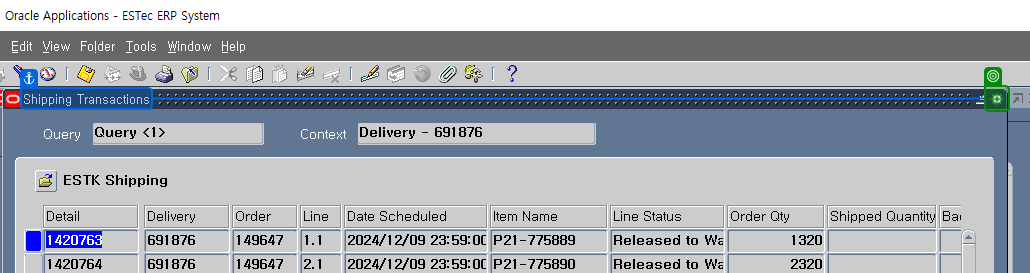 Oracle Applications - ESTec ERP System
Edit View Folder Tools Window Help
Shipping Transactions
Query Query <1> Context Delivery - 691876
ESTK Shipping
Detail Delivery Order Line Date Scheduled Item Name Line Status Order Qty Shipped Quantity Bac
1420763 691876 149647 1.1 2024/12/09 23:59:00 P21-775889 Released to Wa 1320
1420764 691876 149647 2.1 2024/12/09 23:59:00 P21-775890 Released to Wa 2320